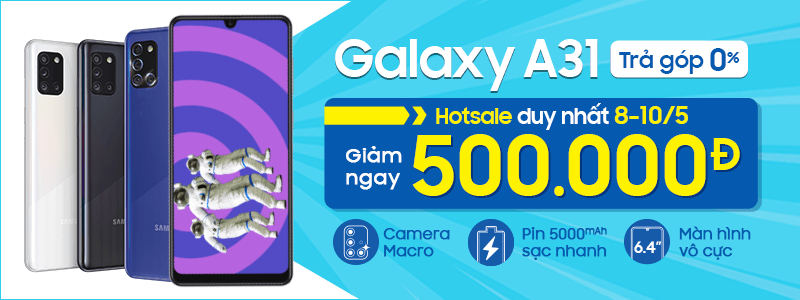 Galaxy A31
Trả góp 0%
Hotsale duy nhất 8-10/5
Giảm
ngay
500.000Đ
Camera
Macro
Pin 5000mAh
sạc nhanh
6.4"
Màn hình
vô cực
SAMSUNG